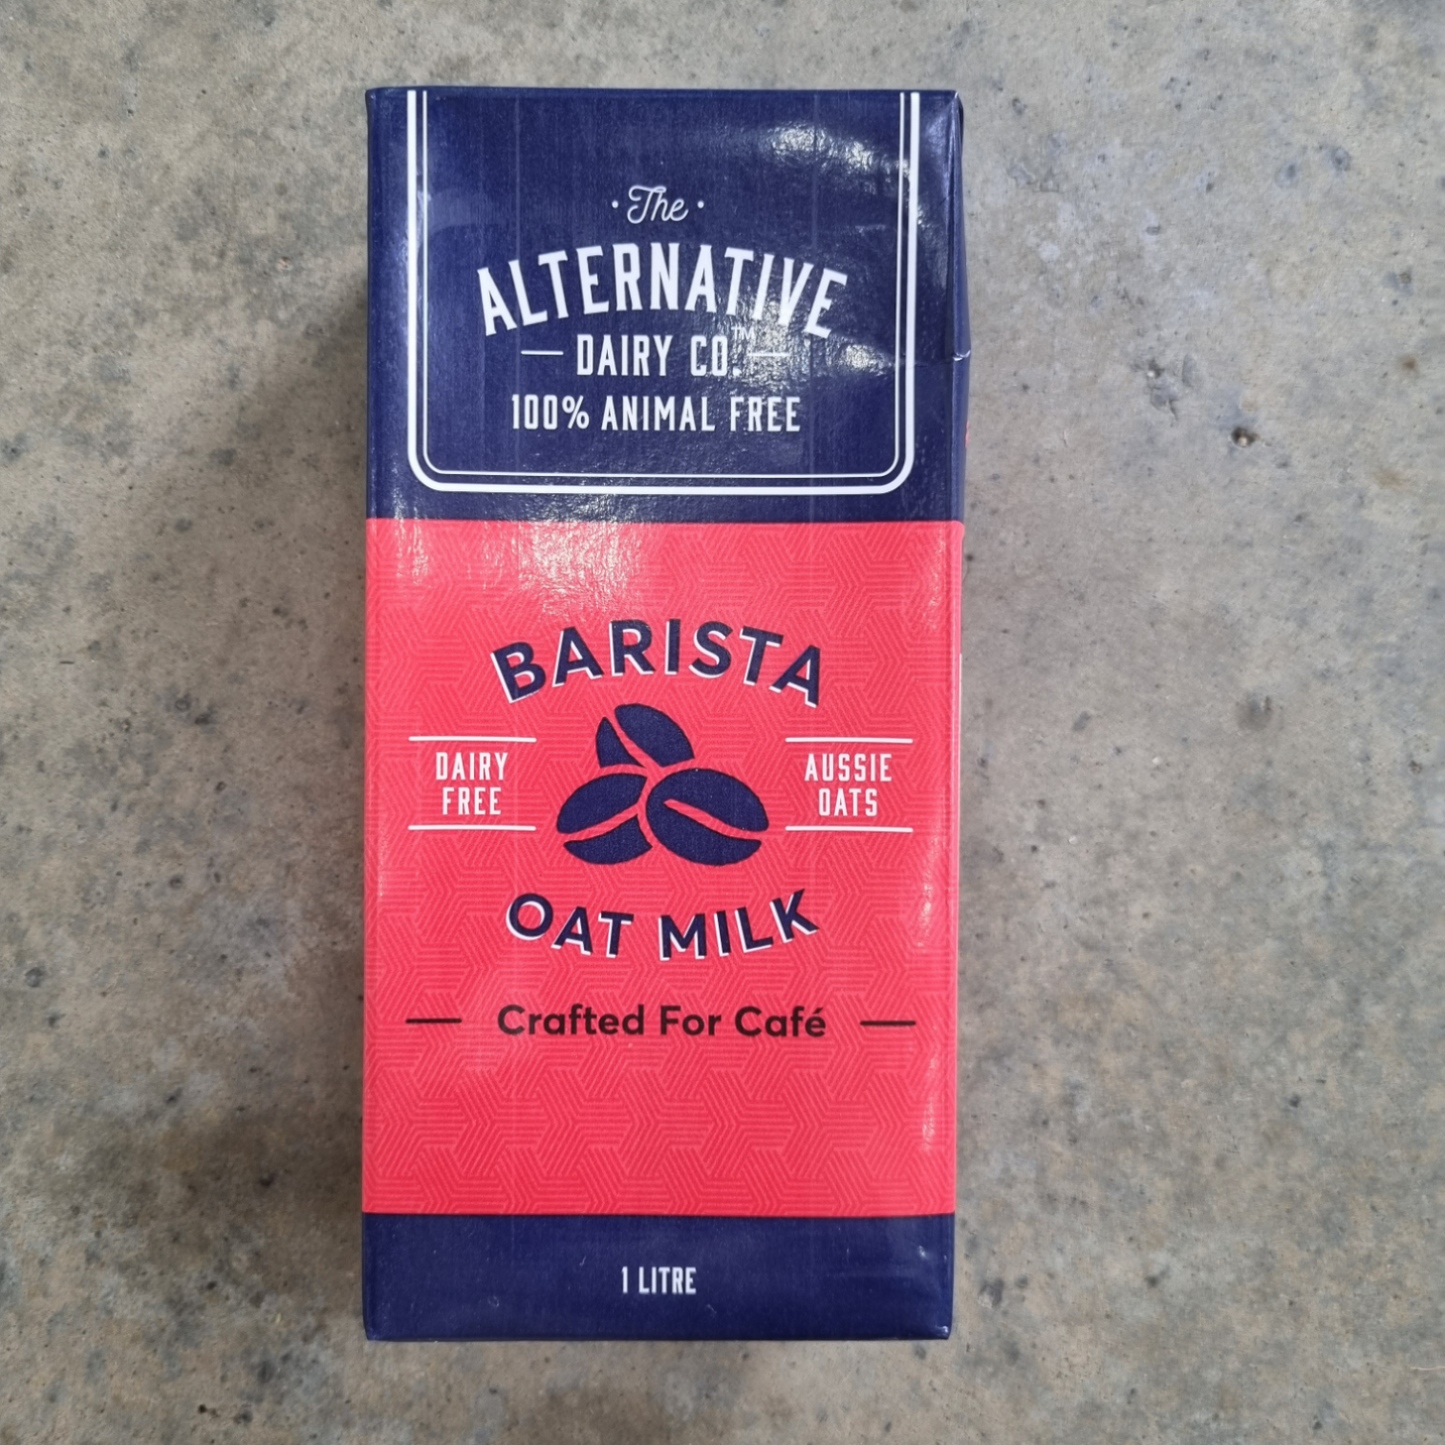 · The ·
ALTERNATIVE
DAIRY CO.™
100% ANIMAL FREE
BARISTA
DAIRY
FREE
AUSSIE
OATS
OAT MILK
Crafted For Café
1 LITRE